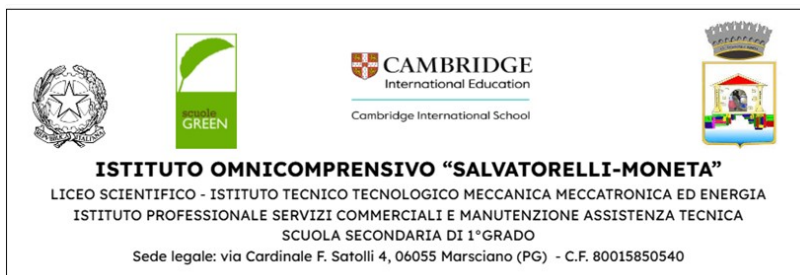 scuole
GREEN
CAMBRIDGE
International Education
Cambridge International School
REPVBBLICA ITALIANA
ISTITUTO OMNICOMPRENSIVO “SALVATORELLI-MONETA”
LICEO SCIENTIFICO - ISTITUTO TECNICO TECNOLOGICO MECCANICA MECCATRONICA ED ENERGIA
ISTITUTO PROFESSIONALE SERVIZI COMMERCIALI E MANUTENZIONE ASSISTENZA TECNICA
SCUOLA SECONDARIA DI 1°GRADO
Sede legale: via Cardinale F. Satolli 4, 06055 Marsciano (PG) - C.F. 80015850540